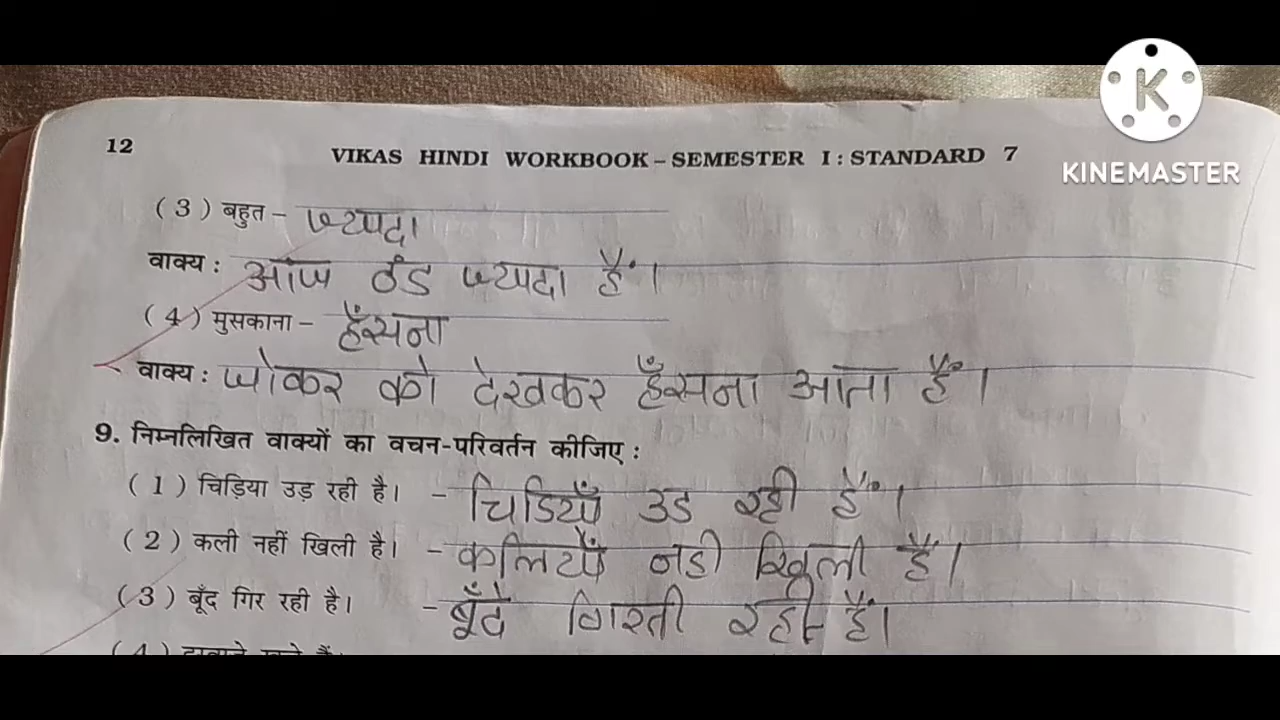 KINEMASTER
12 VIKAS HINDI WORKBOOK – SEMESTER I : STANDARD 7
( 3 ) बहुत – ज्यादा
वाक्य : आज ठंड ज्यादा हैं ।
( 4 ) मुसकाना – हँसना
वाक्य : जोकर को देखकर हँसना आता हैं ।
9. निम्नलिखित वाक्यों का वचन-परिवर्तन कीजिए :
( 1 ) चिड़िया उड़ रही है। – चिडियाँ उड रही हैं ।
( 2 ) कली नहीं खिली है। – कलियाँ नही खिली हैं ।
( 3 ) बूँद गिर रही है। – बूँदे गिरती रही हैं।
( 4 )